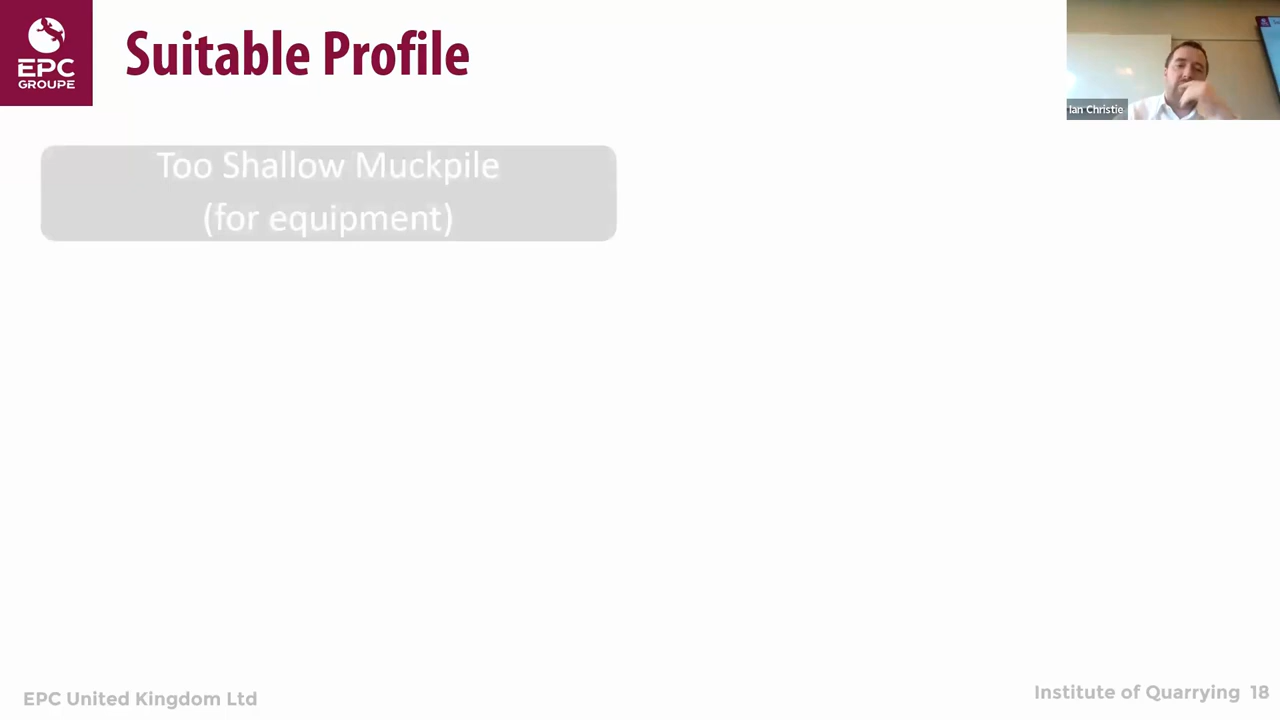 EPC
GROUPE
Suitable Profile
Ian Christie
Too Shallow Muckpile
(for equipment)
EPC United Kingdom Ltd
Institute of Quarrying 18